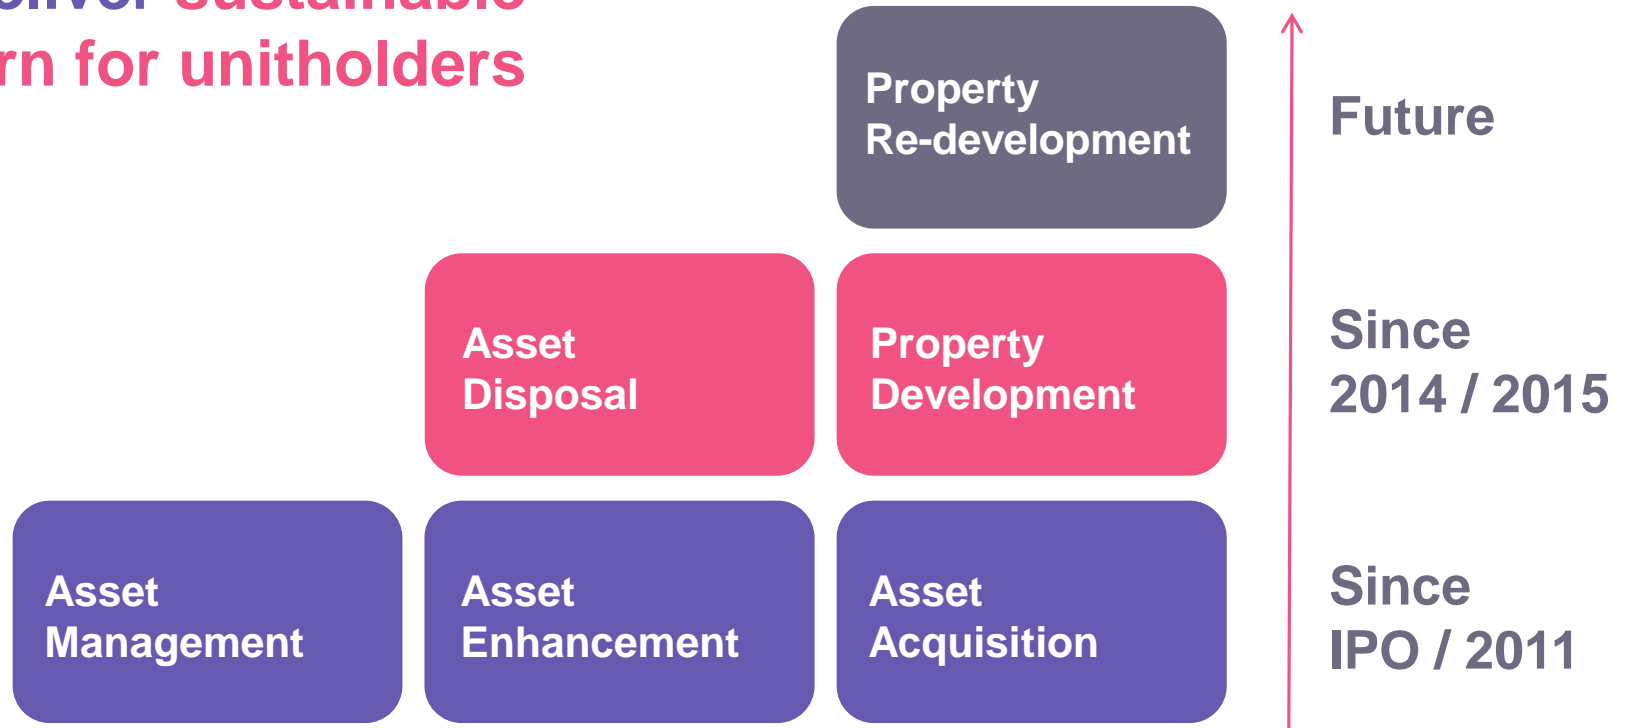 sustainable
for unitholders
Property
Re-development
Future
Asset
Disposal
Property
Development
Since
2014 / 2015
Asset
Management
Asset
Enhancement
Asset
Acquisition
Since
IPO / 2011